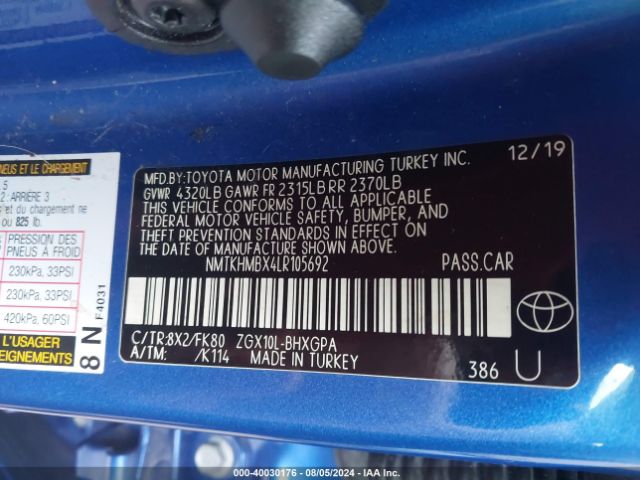 NEUS ET LE CHARGEMENT
5
2: ARRIÈRE 3
s et du chargement ne
ou 825 lb.
PRESSION DES
PNEUS À FROID
230kPa, 33PSI
230kPa, 33PSI
420kPa, 60PSI
L'USAGER
SEIGNEMENTS
8 N F4031
MFD.BY:TOYOTA MOTOR MANUFACTURING TURKEY INC. 12/19
GVWR 4320LB GAWR FR 2315LB RR 2370LB
THIS VEHICLE CONFORMS TO ALL APPLICABLE
FEDERAL MOTOR VEHICLE SAFETY, BUMPER, AND
THEFT PREVENTION STANDARDS IN EFFECT ON
THE DATE OF MANUFACTURE SHOWN ABOVE.
NMTKHMBX4LR105692 PASS.CAR
C/TR:8X2/FK80 ZGX10L-BHXGPA
A/TM: /K114 MADE IN TURKEY
386 U
000-40030176 - 08/05/2024 - IAA Inc.